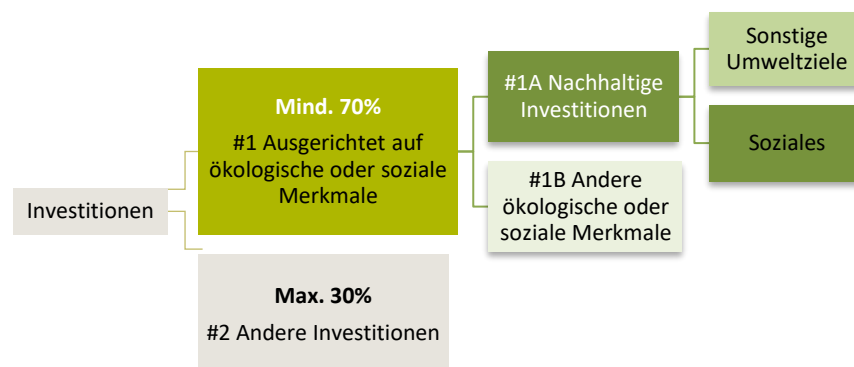 Investitionen
Mind. 70%
#1 Ausgerichtet auf
ökologische oder soziale
Merkmale
Max. 30%
#2 Andere Investitionen
#1A Nachhaltige
Investitionen
#1B Andere
ökologische oder
soziale Merkmale
Sonstige
Umweltziele
Soziales